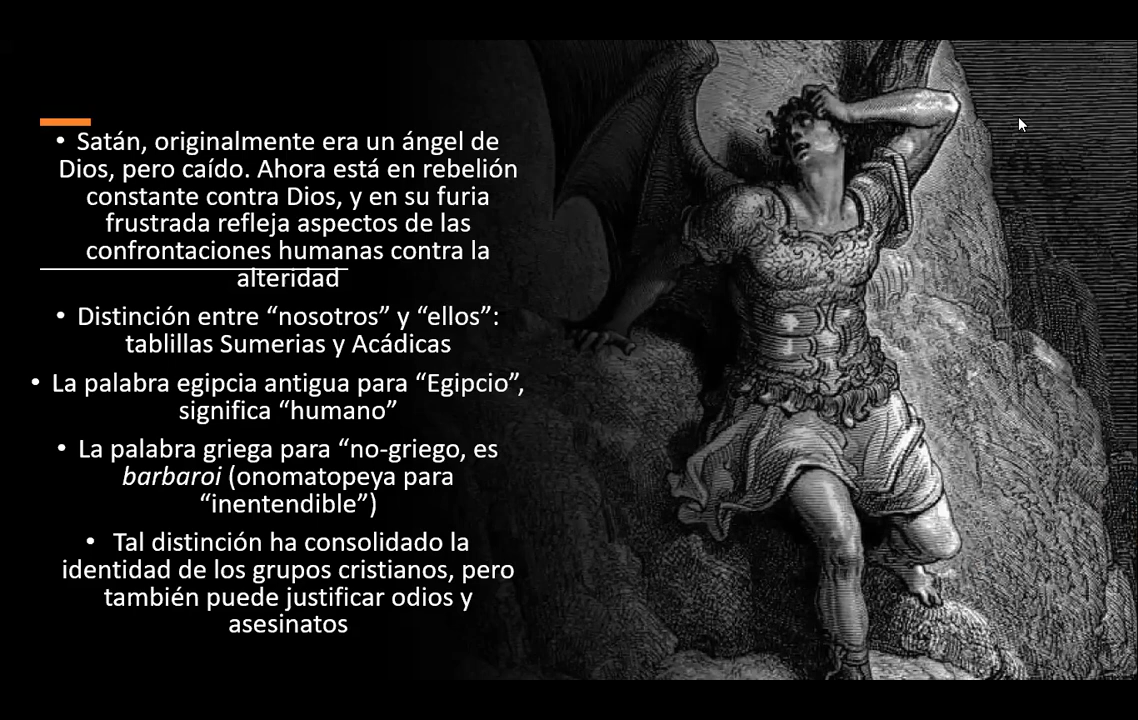 • Satán, originalmente era un ángel de
Dios, pero caído. Ahora está en rebelión
constante contra Dios, y en su furia
frustrada refleja aspectos de las
confrontaciones humanas contra la
alteridad
• Distinción entre “nosotros” y “ellos”:
tablillas Sumerias y Acádicas
• La palabra egipcia antigua para “Egipcio”,
significa “humano”
• La palabra griega para “no-griego, es
barbaroi (onomatopeya para
“inentendible”)
• Tal distinción ha consolidado la
identidad de los grupos cristianos, pero
también puede justificar odios y
asesinatos